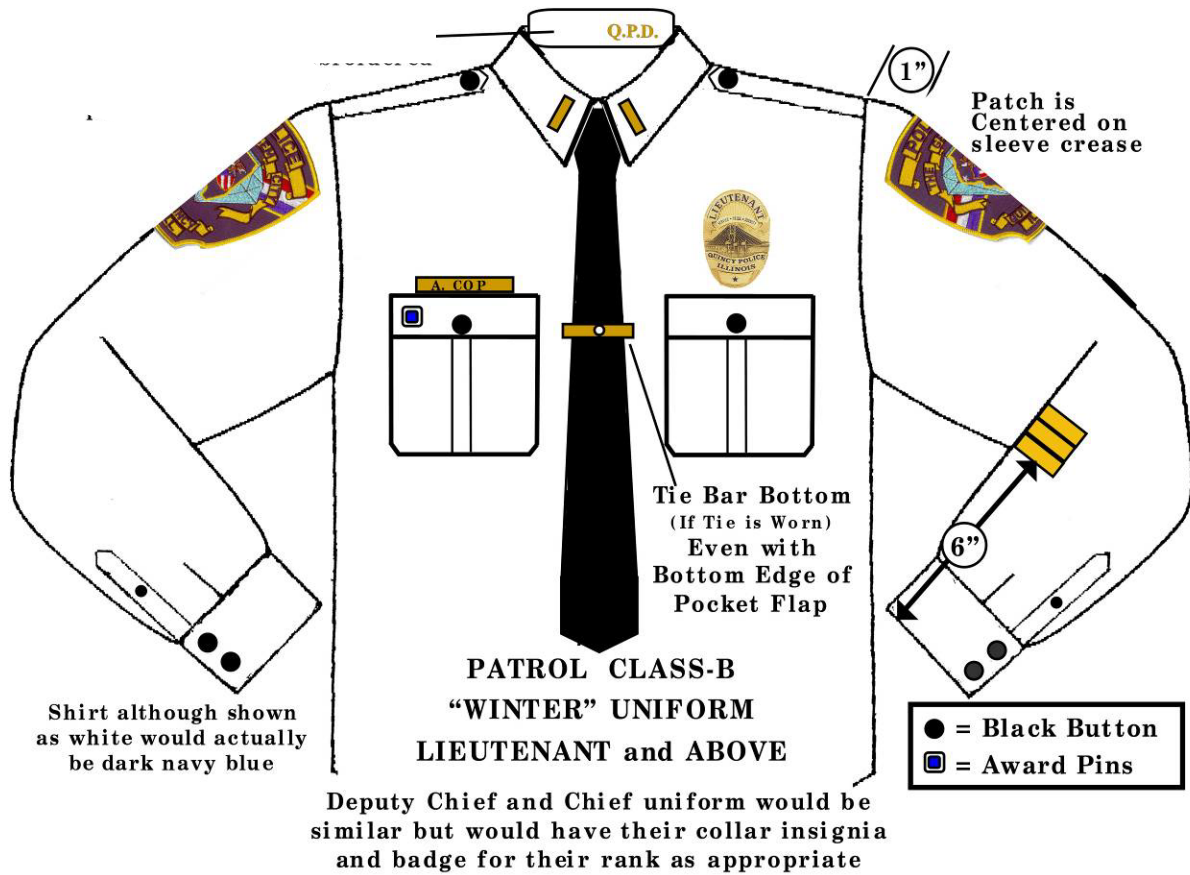 Q.P.D.
1”
Patch is
Centered on
sleeve crease
LIEUTENANT
QUINCY POLICE
ILLINOIS
A. COP
Tie Bar Bottom
(If Tie is Worn)
Even with
Bottom Edge of
Pocket Flap
6”
PATROL CLASS-B
“WINTER” UNIFORM
LIEUTENANT and ABOVE
Shirt although shown
as white would actually
be dark navy blue
= Black Button
= Award Pins
Deputy Chief and Chief uniform would be
similar but would have their collar insignia
and badge for their rank as appropriate